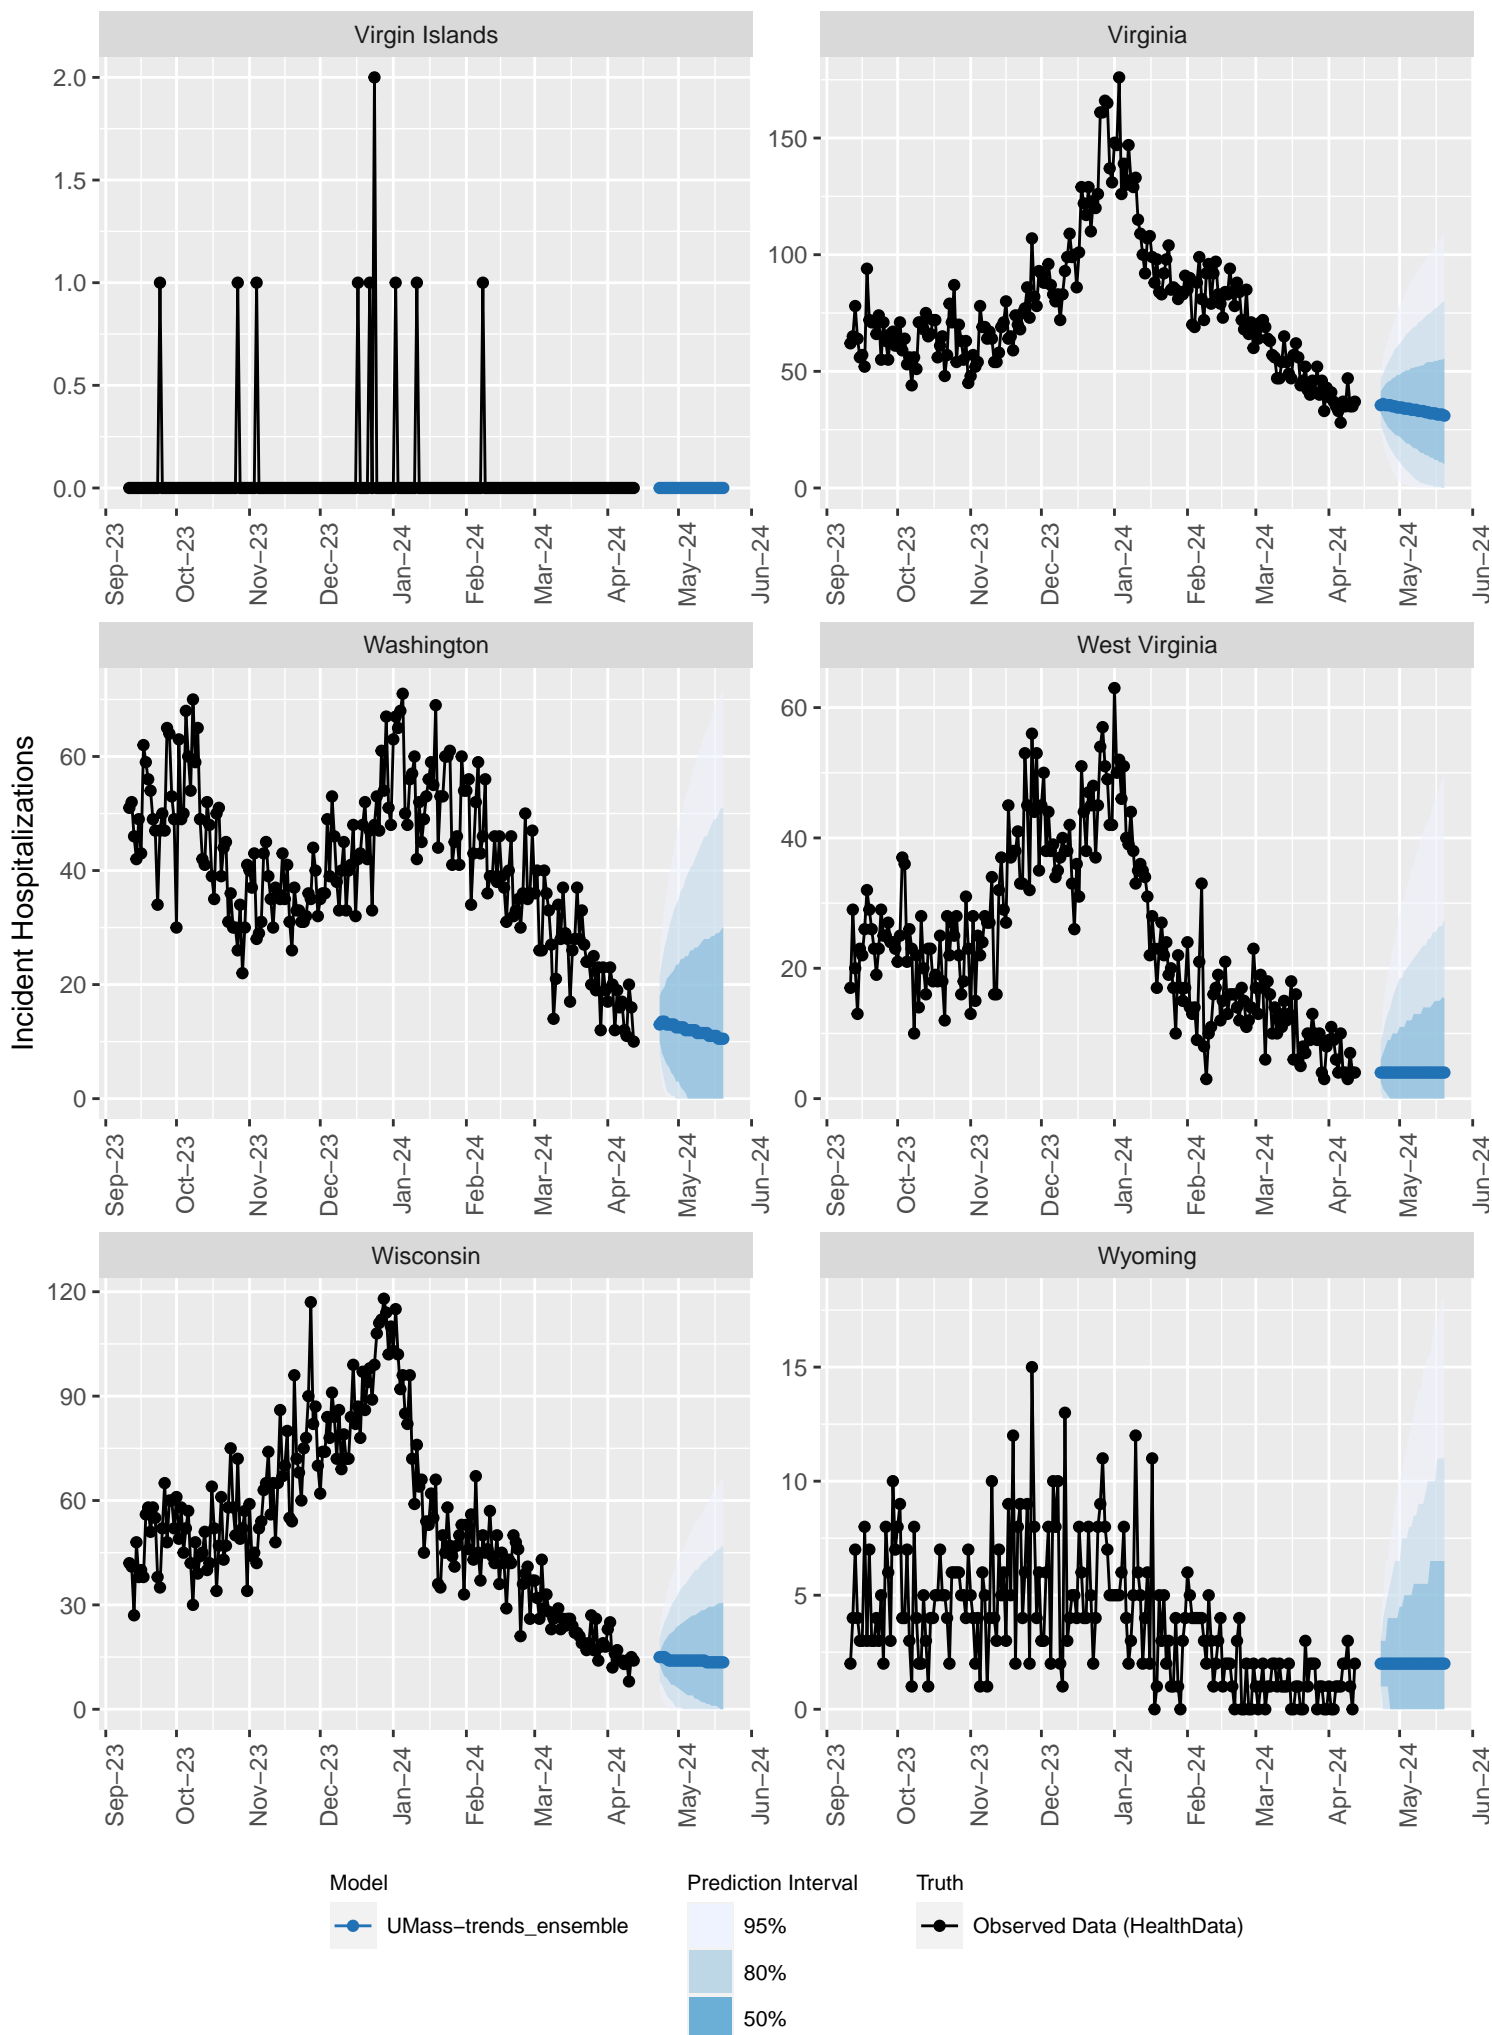 Virgin Islands
Virginia
2.0
1.5
1.0
0.5
0.0
150
100
50
0
Sep−23
Oct−23
Nov−23
Dec−23
Jan−24
Feb−24
Mar−24
Apr−24
May−24
Jun−24
Sep−23
Oct−23
Nov−23
Dec−23
Jan−24
Feb−24
Mar−24
Apr−24
May−24
Jun−24
Incident Hospitalizations
Washington
West Virginia
60
40
20
0
60
40
20
0
Sep−23
Oct−23
Nov−23
Dec−23
Jan−24
Feb−24
Mar−24
Apr−24
May−24
Jun−24
Sep−23
Oct−23
Nov−23
Dec−23
Jan−24
Feb−24
Mar−24
Apr−24
May−24
Jun−24
Wisconsin
Wyoming
120
90
60
30
0
15
10
5
0
Sep−23
Oct−23
Nov−23
Dec−23
Jan−24
Feb−24
Mar−24
Apr−24
May−24
Jun−24
Sep−23
Oct−23
Nov−23
Dec−23
Jan−24
Feb−24
Mar−24
Apr−24
May−24
Jun−24
Model
UMass−trends_ensemble
Prediction Interval
95%
80%
50%
Truth
Observed Data (HealthData)